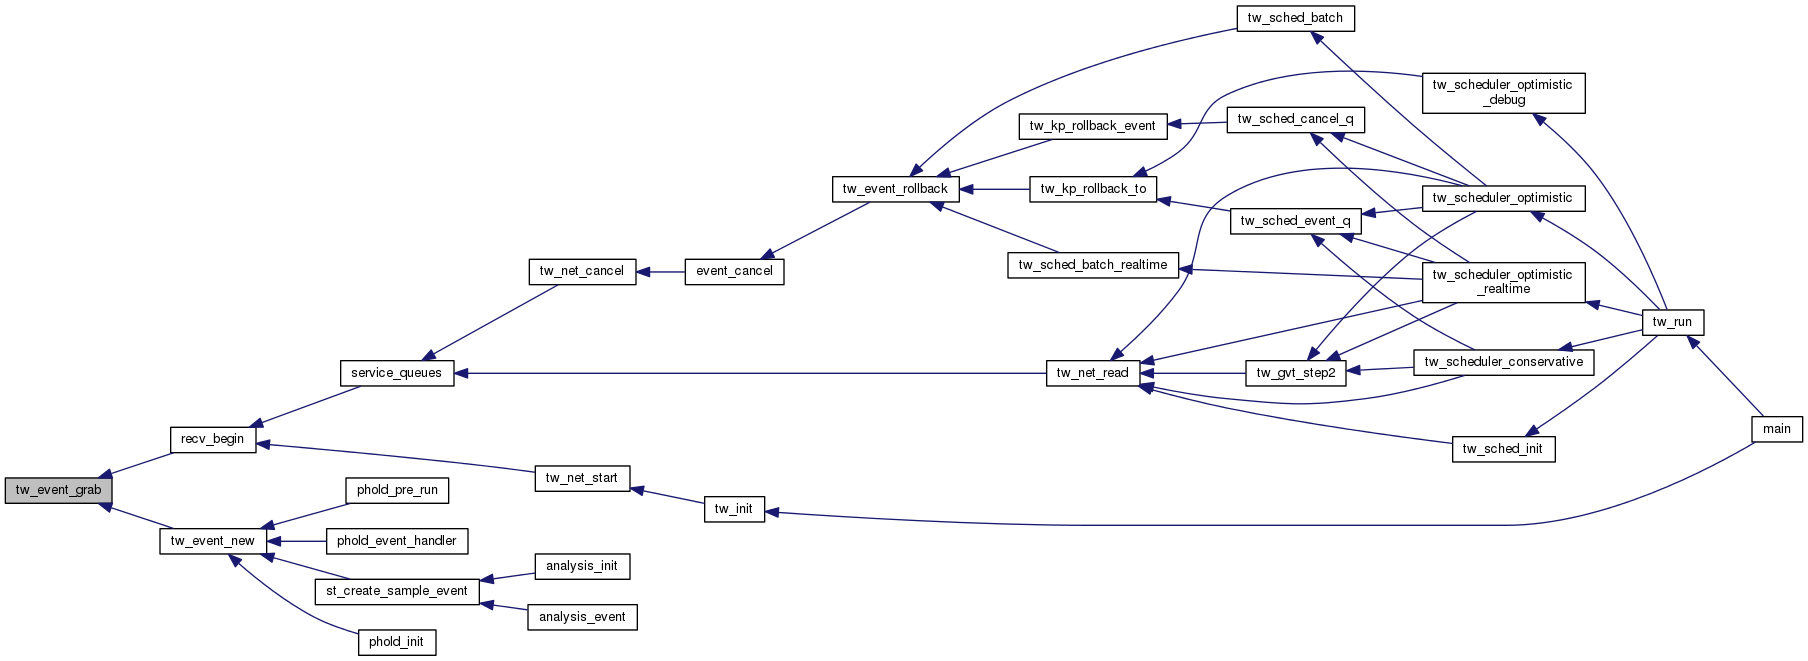 tw_sched_batch
tw_scheduler_optimistic
_debug
tw_sched_cancel_q
tw_kp_rollback_event
tw_event_rollback
tw_kp_rollback_to
tw_scheduler_optimistic
tw_sched_event_q
tw_net_cancel
event_cancel
tw_sched_batch_realtime
tw_scheduler_optimistic
_realtime
tw_run
service_queues
tw_net_read
tw_gvt_step2
tw_scheduler_conservative
recv_begin
main
tw_sched_init
tw_event_grab
phold_pre_run
tw_net_start
tw_init
tw_event_new
phold_event_handler
analysis_init
st_create_sample_event
analysis_event
phold_init